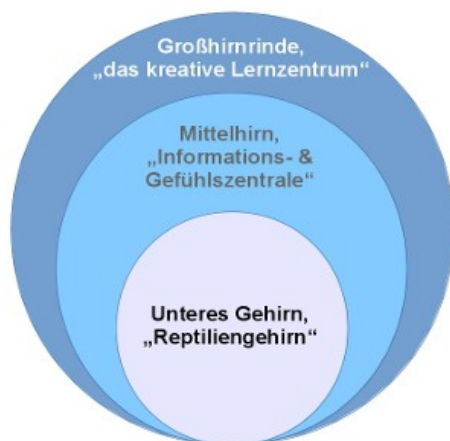 Großhirnrinde,
„das kreative Lernzentrum“
Mittelhirn,
„Informations- &
Gefühlszentrale“
Unteres Gehirn,
„Reptiliengehirn“